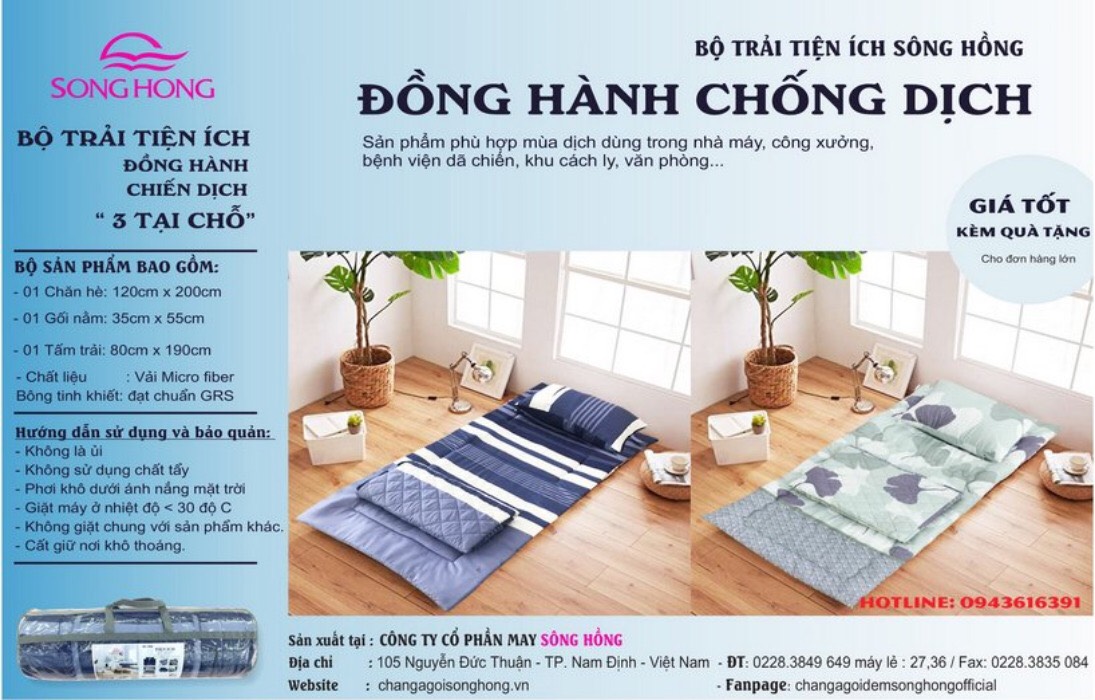 SONG HONG
BỘ TRẢI TIỆN ÍCH
ĐỒNG HÀNH
CHIẾN DỊCH
“ 3 TẠI CHỖ”
BỘ SẢN PHẨM BAO GỒM:
- 01 Chăn hè: 120cm x 200cm
- 01 Gối nằm: 35cm x 55cm
- 01 Tấm trải: 80cm x 190cm
- Chất liệu : Vải Micro fiber
Bông tinh khiết: đạt chuẩn GRS
Hướng dẫn sử dụng và bảo quản:
- Không là ủi
- Không sử dụng chất tẩy
- Phơi khô dưới ánh nắng mặt trời
- Giặt máy ở nhiệt độ < 30 độ C
- Không giặt chung với sản phẩm khác.
- Cất giữ nơi khô thoáng.
BỘ TRẢI TIỆN ÍCH SÔNG HỒNG
ĐỒNG HÀNH CHỐNG DỊCH
Sản phẩm phù hợp mùa dịch dùng trong nhà máy, công xưởng,
bệnh viện dã chiến, khu cách ly, văn phòng...
GIÁ TỐT
KÈM QUÀ TẶNG
Cho đơn hàng lớn
HOTLINE: 0943616391
Sản xuất tại : CÔNG TY CỔ PHẦN MAY SÔNG HỒNG
Địa chỉ : 105 Nguyễn Đức Thuận - TP. Nam Định - Việt Nam - ĐT: 0228.3849 649 máy lẻ : 27,36 / Fax: 0228.3835 084
Website : changagoisonghong.vn - Fanpage: changagoidemsonghongofficial